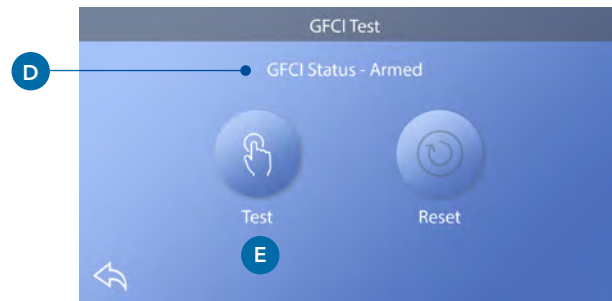 GFCI Test
D
GFCI Status - Armed
Test
Reset
E